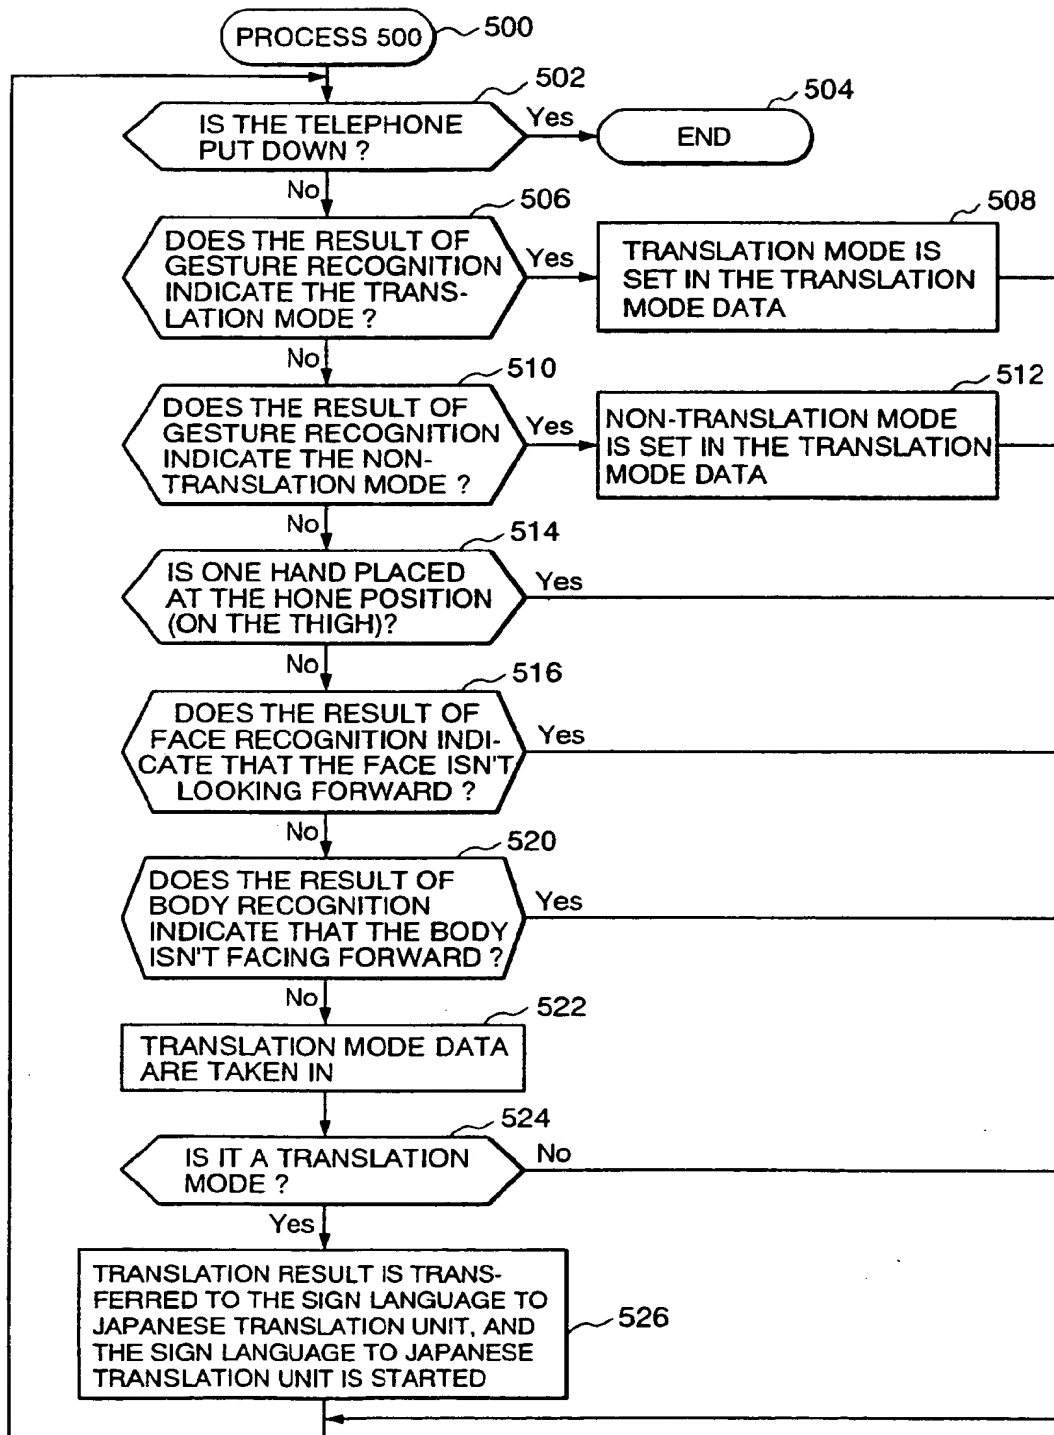 PROCESS 500
500
502
IS THE TELEPHONE
PUT DOWN ?
Yes
504
END
No
506
DOES THE RESULT OF
GESTURE RECOGNITION
INDICATE THE TRANS-
LATION MODE ?
Yes
508
TRANSLATION MODE IS
SET IN THE TRANSLATION
MODE DATA
No
510
DOES THE RESULT OF
GESTURE RECOGNITION
INDICATE THE NON-
TRANSLATION MODE ?
Yes
512
NON-TRANSLATION MODE
IS SET IN THE TRANSLATION
MODE DATA
No
514
IS ONE HAND PLACED
AT THE HONE POSITION
(ON THE THIGH)?
Yes
No
516
DOES THE RESULT OF
FACE RECOGNITION INDI-
CATE THAT THE FACE ISN'T
LOOKING FORWARD ?
Yes
No
520
DOES THE RESULT OF
BODY RECOGNITION
INDICATE THAT THE BODY
ISN'T FACING FORWARD ?
Yes
No
522
TRANSLATION MODE DATA
ARE TAKEN IN
524
IS IT A TRANSLATION
MODE ?
No
Yes
TRANSLATION RESULT IS TRANS-
FERRED TO THE SIGN LANGUAGE TO
JAPANESE TRANSLATION UNIT, AND
THE SIGN LANGUAGE TO JAPANESE
TRANSLATION UNIT IS STARTED
526